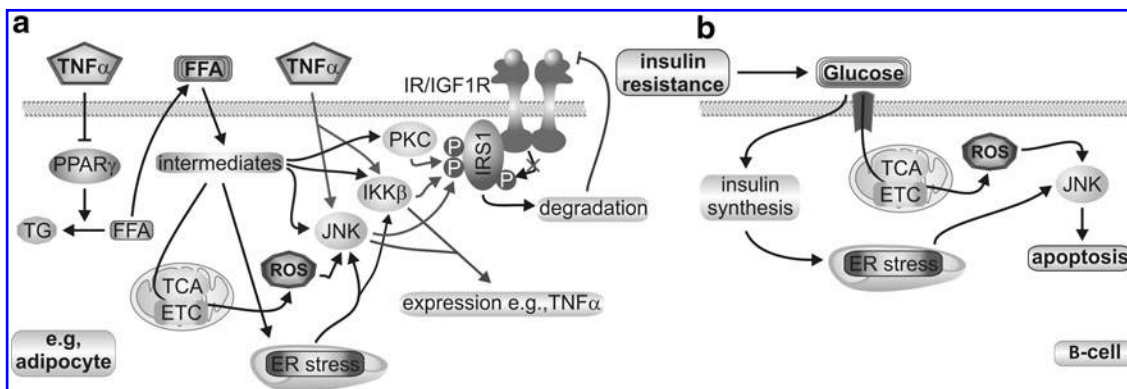 a
TNFα
FFA
TNFα
IR/IGF1R
PPARγ
intermediates
PKC
IKKβ
JNK
P
P
IRS1
P
degradation
TG
FFA
TCA
ETC
ROS
expression e.g.,TNFα
ER stress
e.g,
adipocyte
b
insulin
resistance
Glucose
insulin
synthesis
TCA
ETC
ROS
JNK
ER stress
apoptosis
B-cell